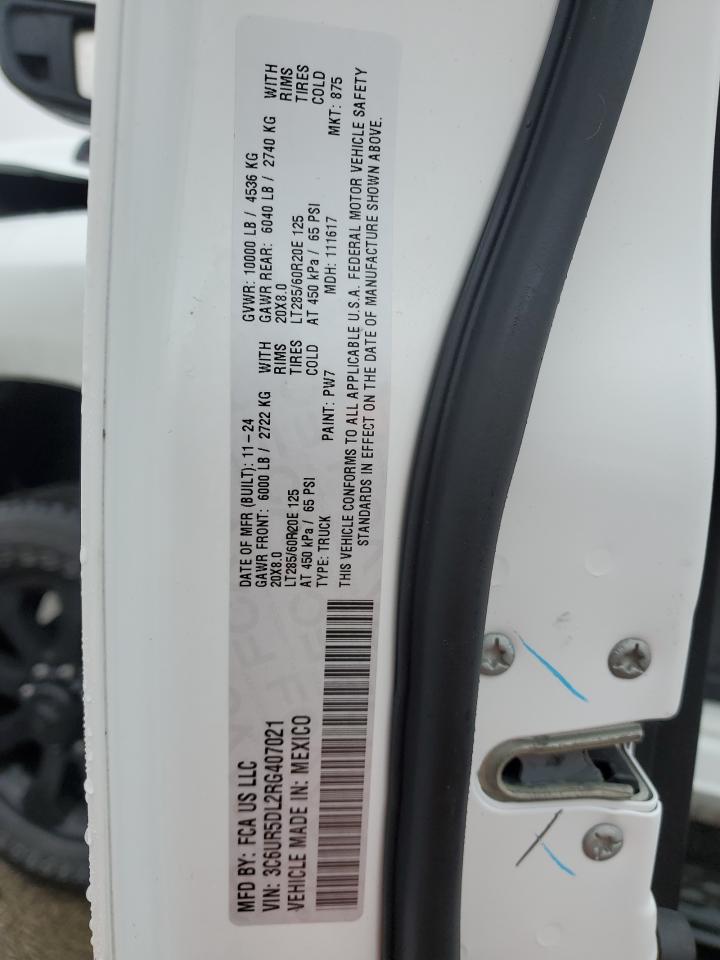 MFD BY: FCA US LLC
VIN: 3C6UR5DL2RG407021
VEHICLE MADE IN: MEXICO
DATE OF MFR (BUILT): 11-24 GVWR: 10000 LB / 4536 KG
GAWR FRONT: 6000 LB / 2722 KG WITH GAWR REAR: 6040 LB / 2740 KG WITH
20X8.0 RIMS 20X8.0 RIMS
LT285/60R20E 125 TIRES LT285/60R20E 125 TIRES
AT 450 kPa / 65 PSI COLD AT 450 kPa / 65 PSI COLD
TYPE: TRUCK PAINT: PW7 MDH: 111617 MKT: 875
THIS VEHICLE CONFORMS TO ALL APPLICABLE U.S.A. FEDERAL MOTOR VEHICLE SAFETY
STANDARDS IN EFFECT ON THE DATE OF MANUFACTURE SHOWN ABOVE.